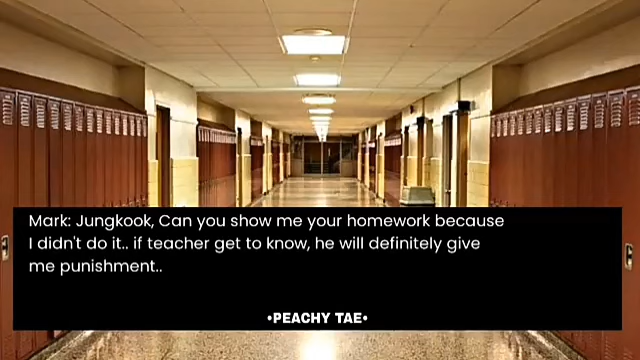 Mark: Jungkook, Can you show me your homework because
I didn't do it.. if teacher get to know, he will definitely give
me punishment..
•PEACHY TAE•